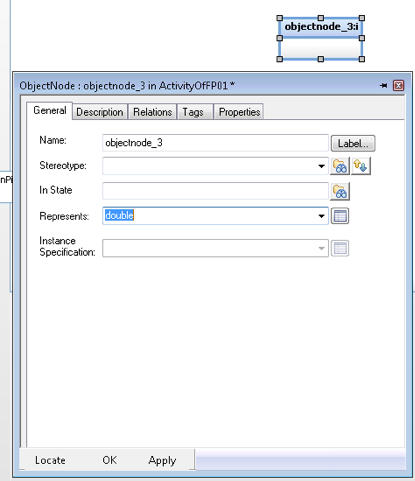 objectnode_3:i
ObjectNode : objectnode_3 in ActivityOfFP01 *
General Description Relations Tags Properties
Name: objectnode_3 Label...
Stereotype:
In State
nPi
Represents: double
Instance
Specification:
Locate OK Apply